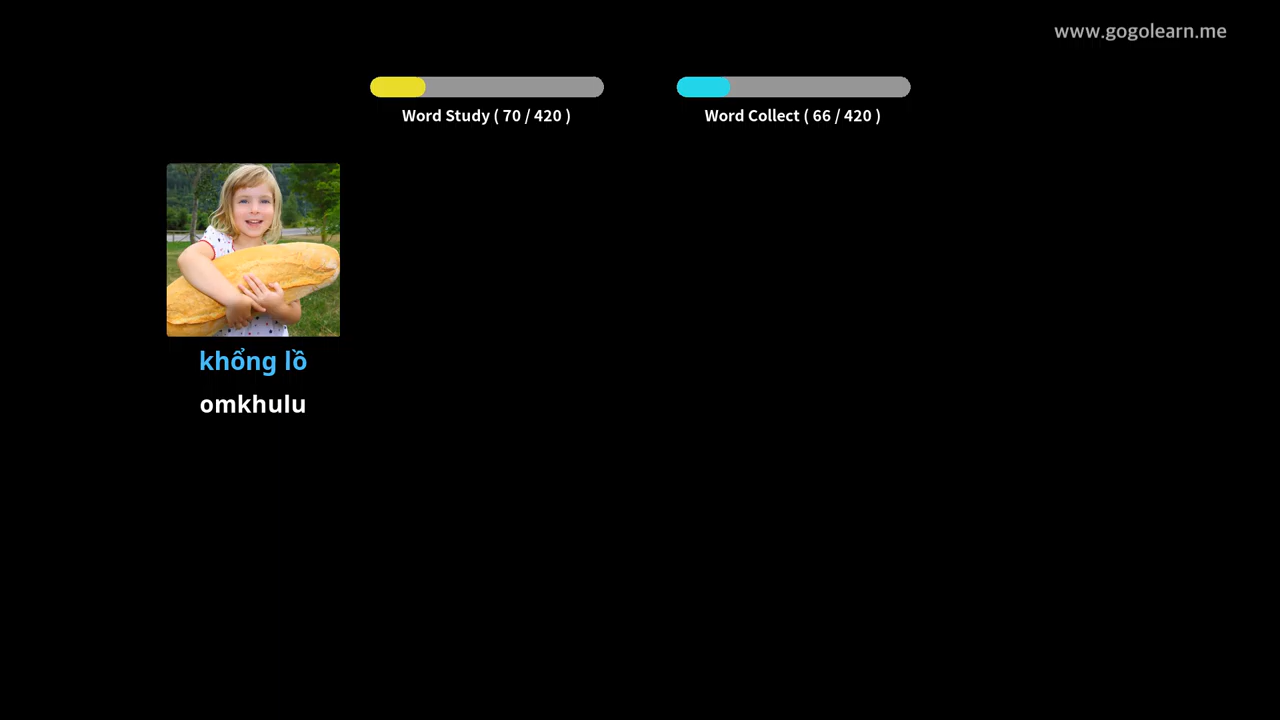 www.gogolearn.me
Word Study ( 70 / 420 )
Word Collect ( 66 / 420 )
khổng lồ
omkhulu